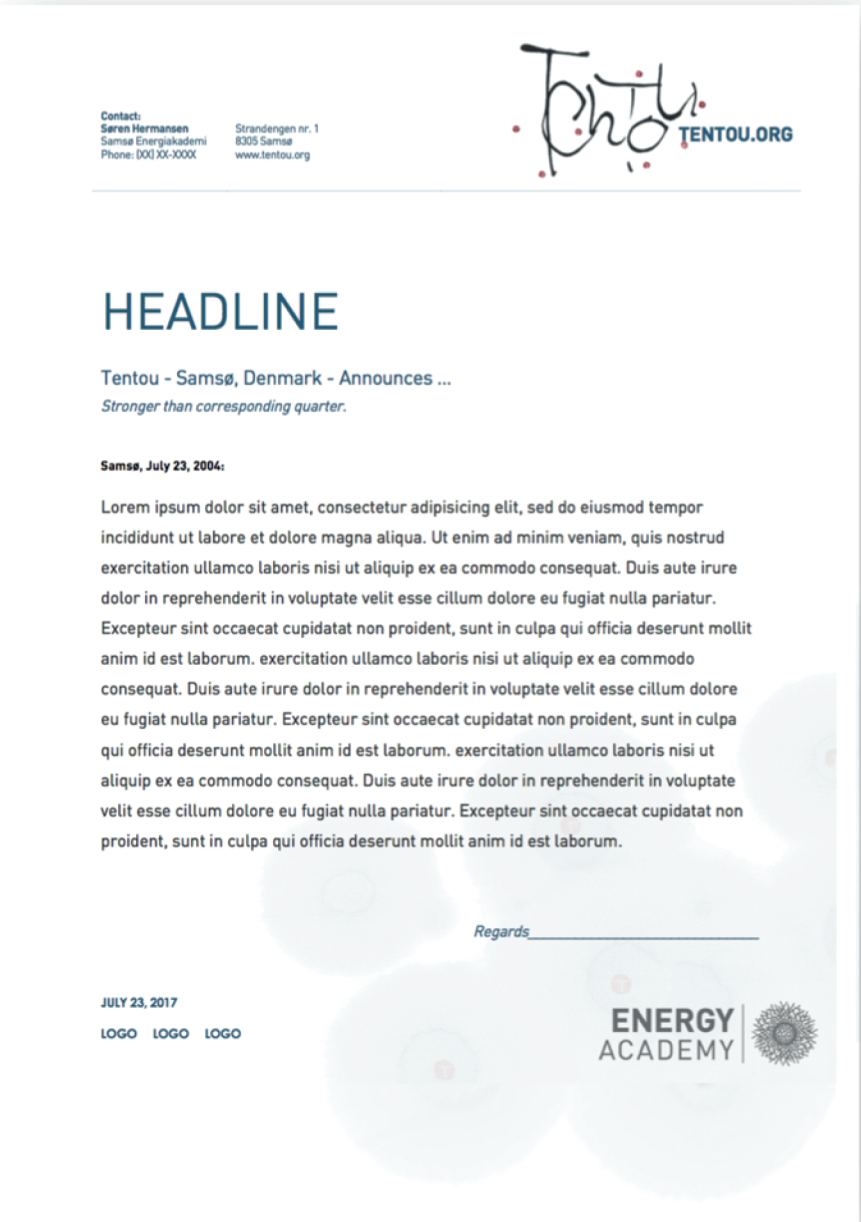 Contact:
Søren Hermansen
Samsø Energiakademi
Phone: (XX) XX-XXXX
Strandengen nr. 1
8305 Samsø
www.tentou.org
TenTou
TENTOU.ORG
HEADLINE
Tentou - Samsø, Denmark - Announces ...
Stronger than corresponding quarter.
Samsø, July 23, 2004:
Lorem ipsum dolor sit amet, consectetur adipisicing elit, sed do eiusmod tempor
incididunt ut labore et dolore magna aliqua. Ut enim ad minim veniam, quis nostrud
exercitation ullamco laboris nisi ut aliquip ex ea commodo consequat. Duis aute irure
dolor in reprehenderit in voluptate velit esse cillum dolore eu fugiat nulla pariatur.
Excepteur sint occaecat cupidatat non proident, sunt in culpa qui officia deserunt mollit
anim id est laborum. exercitation ullamco laboris nisi ut aliquip ex ea commodo
consequat. Duis aute irure dolor in reprehenderit in voluptate velit esse cillum dolore
eu fugiat nulla pariatur. Excepteur sint occaecat cupidatat non proident, sunt in culpa
qui officia deserunt mollit anim id est laborum. exercitation ullamco laboris nisi ut
aliquip ex ea commodo consequat. Duis aute irure dolor in reprehenderit in voluptate
velit esse cillum dolore eu fugiat nulla pariatur. Excepteur sint occaecat cupidatat non
proident, sunt in culpa qui officia deserunt mollit anim id est laborum.
Regards
JULY 23, 2017
LOGO LOGO LOGO
ENERGY
ACADEMY